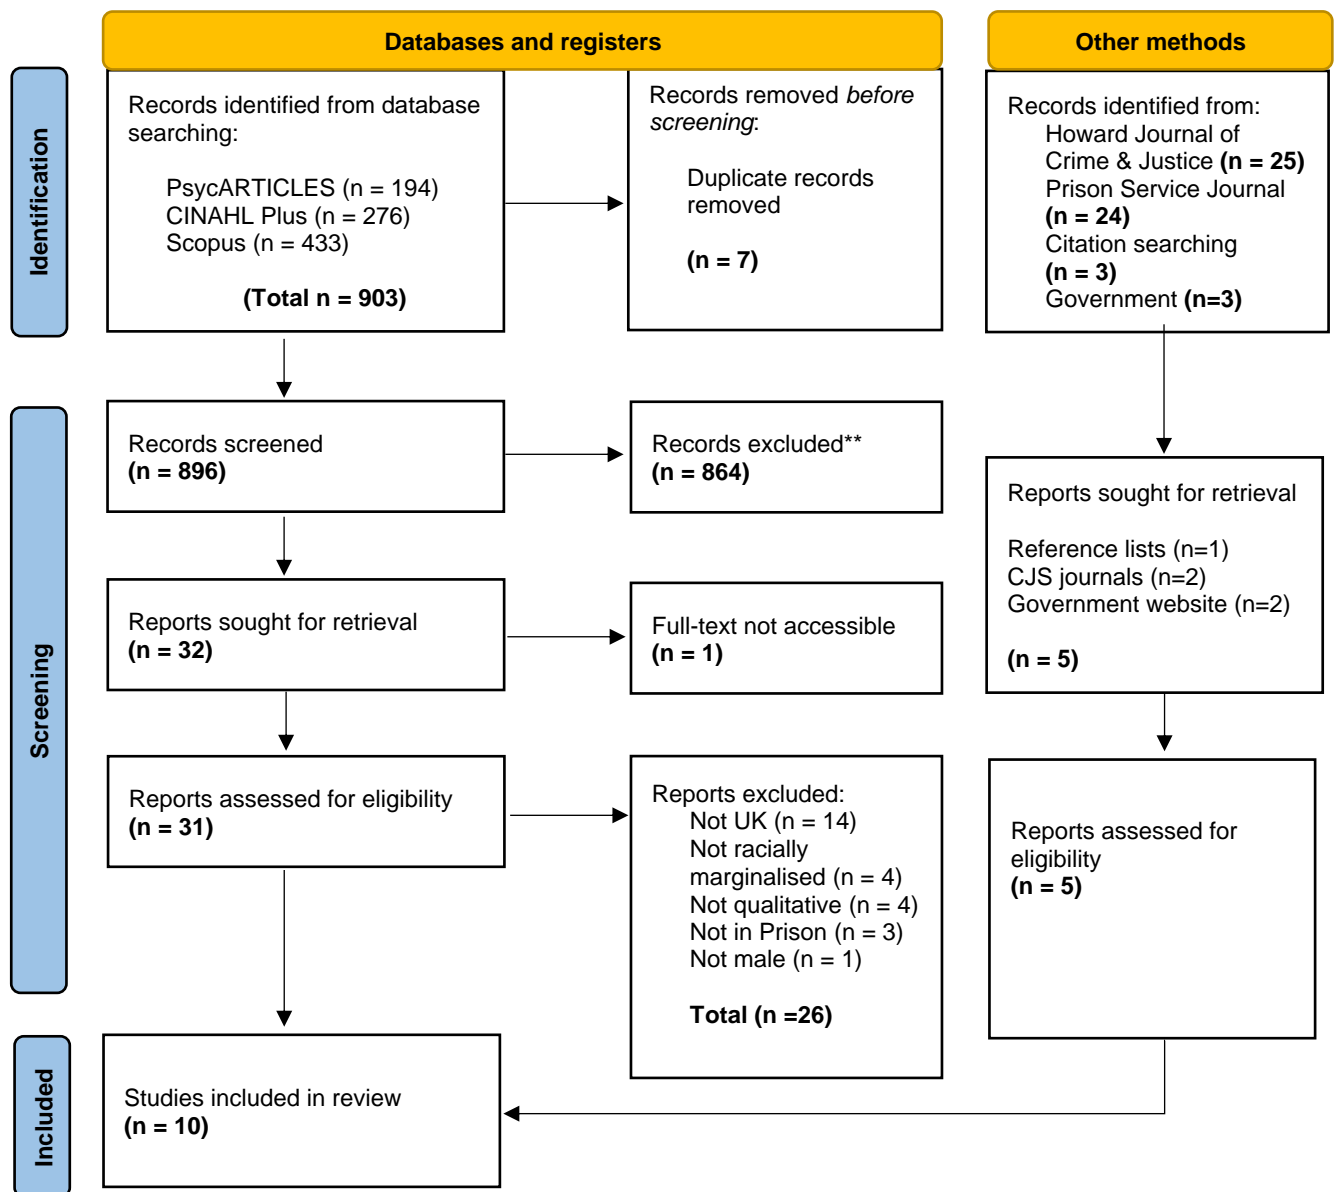 Databases and registers
Other methods
Identification
Records identified from database
searching:
PsycARTICLES (n = 194)
CINAHL Plus (n = 276)
Scopus (n = 433)
(Total n = 903)
Records removed before
screening:
Duplicate records
removed
(n = 7)
Records identified from:
Howard Journal of
Crime & Justice (n = 25)
Prison Service Journal
(n = 24)
Citation searching
(n = 3)
Government (n=3)
Screening
Records screened
(n = 896)
Records excluded**
(n = 864)
Reports sought for retrieval
(n = 32)
Full-text not accessible
(n = 1)
Reports sought for retrieval
Reference lists (n=1)
CJS journals (n=2)
Government website (n=2)
(n = 5)
Reports assessed for eligibility
(n = 31)
Reports excluded:
Not UK (n = 14)
Not racially
marginalised (n = 4)
Not qualitative (n = 4)
Not in Prison (n = 3)
Not male (n = 1)
Total (n =26)
Reports assessed for
eligibility
(n = 5)
Included
Studies included in review
(n = 10)